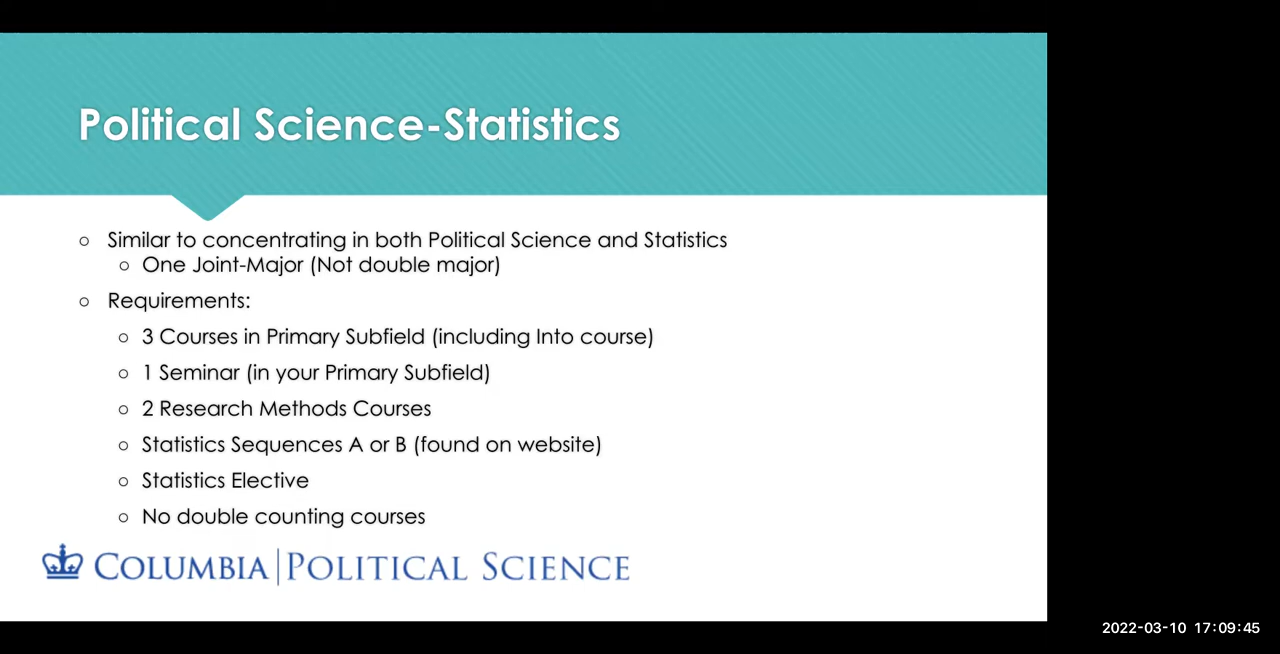 Political Science-Statistics
○ Similar to concentrating in both Political Science and Statistics
○ One Joint-Major (Not double major)
○ Requirements:
○ 3 Courses in Primary Subfield (including Into course)
○ 1 Seminar (in your Primary Subfield)
○ 2 Research Methods Courses
○ Statistics Sequences A or B (found on website)
○ Statistics Elective
○ No double counting courses
COLUMBIA | POLITICAL SCIENCE
2022-03-10 17:09:45